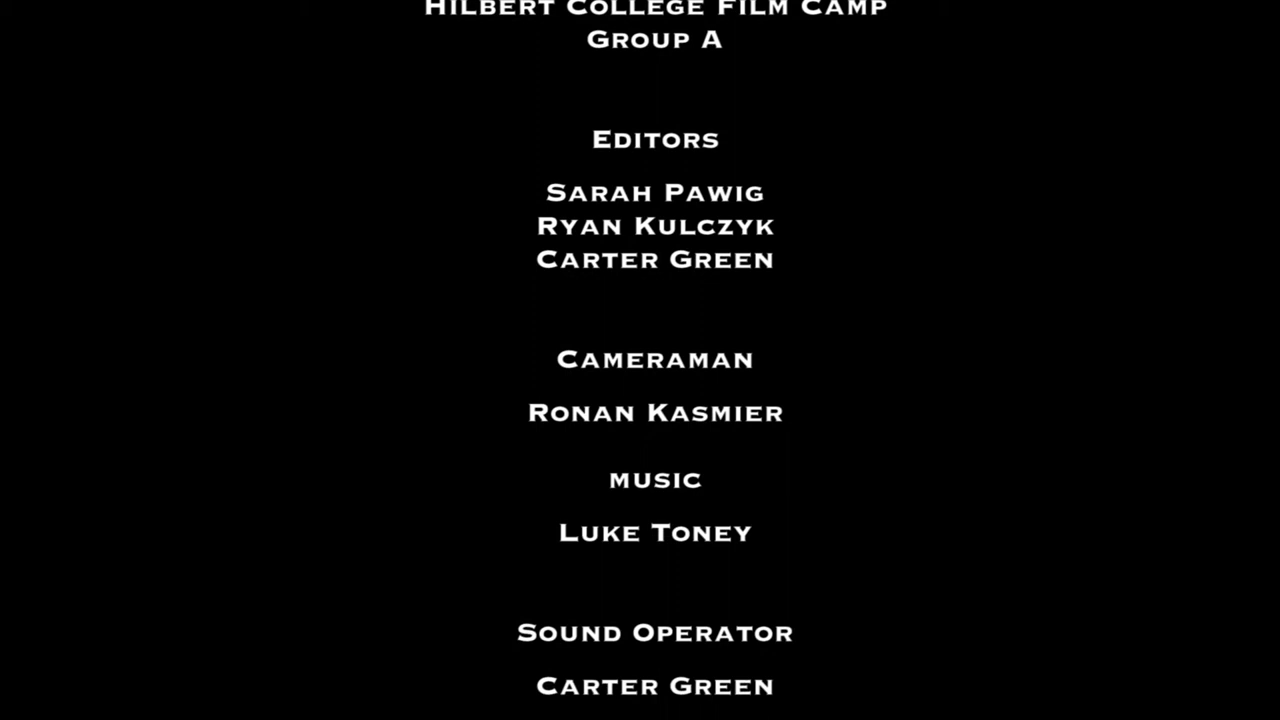 Hilbert College Film Camp
Group A
Editors
Sarah Pawig
Ryan Kulczyk
Carter Green
Cameraman
Ronan Kasmier
music
Luke Toney
Sound Operator
Carter Green